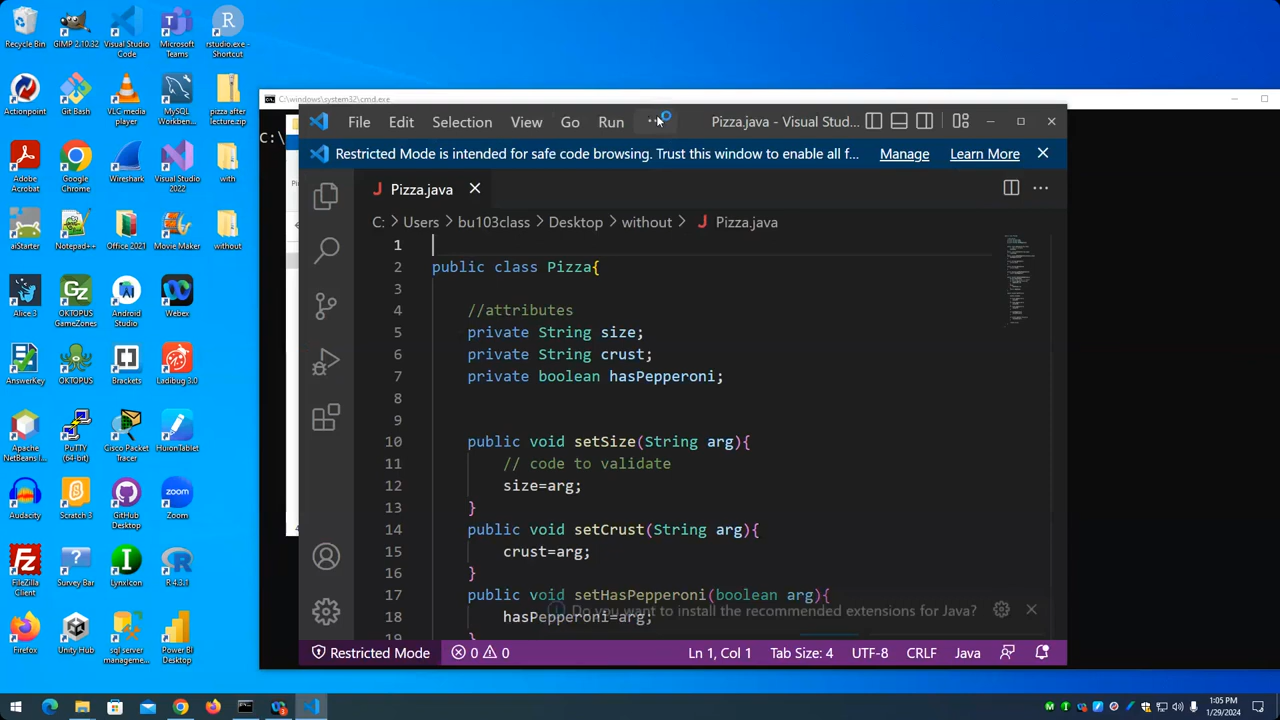 Recycle Bin
GIMP 2.10.32
Visual Studio Code
Microsoft Teams
rstudio.exe - Shortcut
Actionpoint
Git Bash
VLC media player
MySQL Workben...
pizza after lecture.zip
Adobe Acrobat
Google Chrome
Wireshark
Visual Studio 2022
with
aiStarter
Notepad++
Office 2021
Movie Maker
without
Alice 3
OKTOPUS GameZones
Android Studio
Webex
AnswerKey
OKTOPUS
Brackets
Ladibug 3.0
Apache NetBeans I...
PuTTY (64-bit)
Cisco Packet Tracer
HuionTablet
Audacity
Scratch 3
GitHub Desktop
Zoom
FileZilla Client
Survey Bar
LynxIcon
R 4.3.1
Firefox
Unity Hub
sql server manageme...
Power BI Desktop
C:\windows\system32\cmd.exe
C:\
File Edit Selection View Go Run ··· Pizza.java - Visual Stud...
Restricted Mode is intended for safe code browsing. Trust this window to enable all f... Manage Learn More
J Pizza.java
C: > Users > bu103class > Desktop > without > J Pizza.java
1
2 public class Pizza{
3
4 //attributes
5 private String size;
6 private String crust;
7 private boolean hasPepperoni;
8
9
10 public void setSize(String arg){
11 // code to validate
12 size=arg;
13 }
14 public void setCrust(String arg){
15 crust=arg;
16 }
17 public void setHasPepperoni(boolean arg){
Do you want to install the recommended extensions for Java?
18 hasPepperoni=arg;
19 }
Restricted Mode 0 0 Ln 1, Col 1 Tab Size: 4 UTF-8 CRLF Java
1:05 PM
1/29/2024